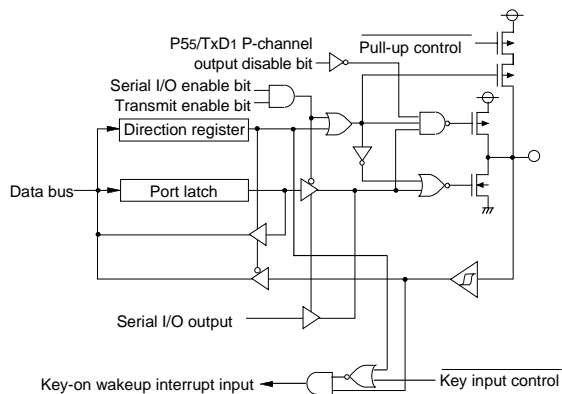 P55/TxD1 P-channel
output disable bit
Pull-up control
Serial I/O enable bit
Transmit enable bit
Direction register
Data bus
Port latch
Serial I/O output
Key-on wakeup interrupt input
Key input control